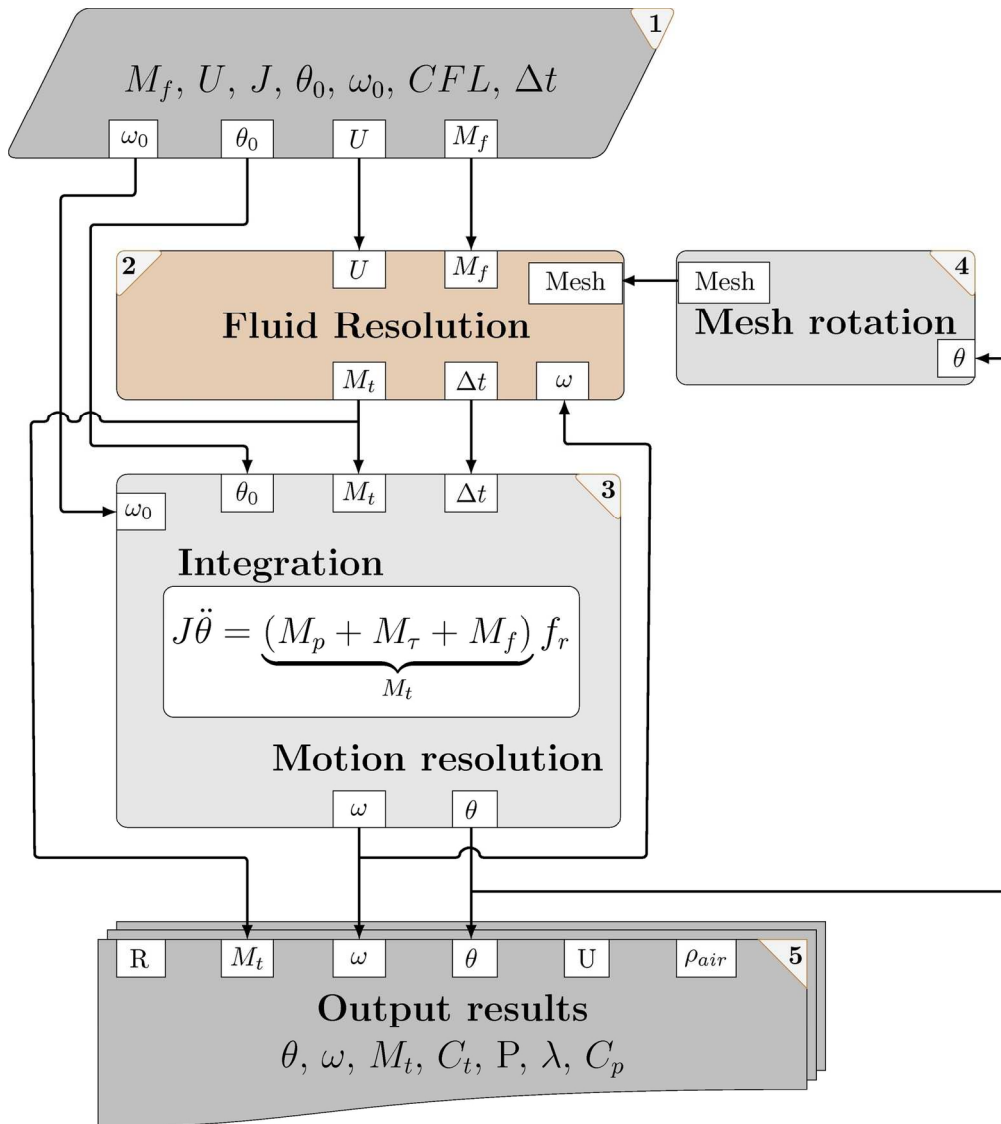 1
M_f, U, J, θ_0, ω_0, CFL, Δt
ω_0 θ_0 U M_f
2 U M_f Mesh
Fluid Resolution
M_t Δt ω
4
Mesh
Mesh rotation
θ
θ_0 M_t Δt 3
ω_0
Integration
Jθ̈ = (M_p + M_τ + M_f) f_r
M_t
Motion resolution
ω θ
R M_t ω θ U ρ_air 5
Output results
θ, ω, M_t, C_t, P, λ, C_p